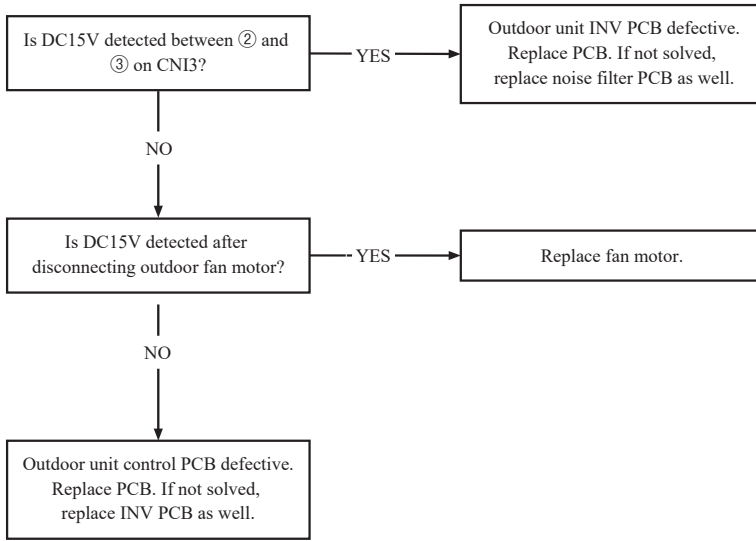 Is DC15V detected between ② and
③ on CNI3?
YES
Outdoor unit INV PCB defective.
Replace PCB. If not solved,
replace noise filter PCB as well.
NO
Is DC15V detected after
disconnecting outdoor fan motor?
YES
Replace fan motor.
NO
Outdoor unit control PCB defective.
Replace PCB. If not solved,
replace INV PCB as well.